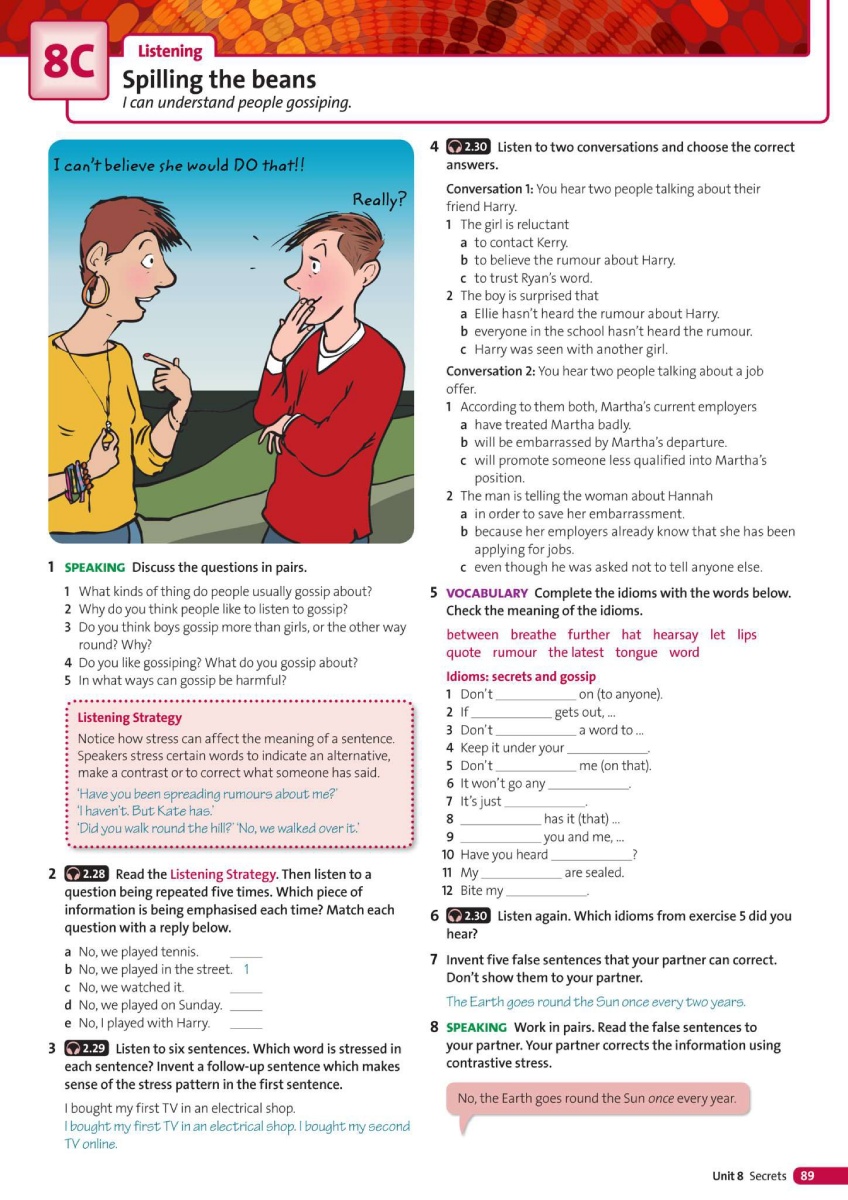 8C
Listening
Spilling the beans
I can understand people gossiping.
I can't believe she would DO that!!
Really?
1 SPEAKING Discuss the questions in pairs.
1 What kinds of thing do people usually gossip about?
2 Why do you think people like to listen to gossip?
3 Do you think boys gossip more than girls, or the other way
round? Why?
4 Do you like gossiping? What do you gossip about?
5 In what ways can gossip be harmful?
Listening Strategy
Notice how stress can affect the meaning of a sentence.
Speakers stress certain words to indicate an alternative,
make a contrast or to correct what someone has said.
'Have you been spreading rumours about me?'
'I haven't. But Kate has.'
'Did you walk round the hill?' 'No, we walked over it.'
2 2.28 Read the Listening Strategy. Then listen to a
question being repeated five times. Which piece of
information is being emphasised each time? Match each
question with a reply below.
a No, we played tennis. _____
b No, we played in the street. 1
c No, we watched it. _____
d No, we played on Sunday. _____
e No, I played with Harry. _____
3 2.29 Listen to six sentences. Which word is stressed in
each sentence? Invent a follow-up sentence which makes
sense of the stress pattern in the first sentence.
I bought my first TV in an electrical shop.
I bought my first TV in an electrical shop. I bought my second
TV online.
4 2.30 Listen to two conversations and choose the correct
answers.
Conversation 1: You hear two people talking about their
friend Harry.
1 The girl is reluctant
a to contact Kerry.
b to believe the rumour about Harry.
c to trust Ryan's word.
2 The boy is surprised that
a Ellie hasn't heard the rumour about Harry.
b everyone in the school hasn't heard the rumour.
c Harry was seen with another girl.
Conversation 2: You hear two people talking about a job
offer.
1 According to them both, Martha's current employers
a have treated Martha badly.
b will be embarrassed by Martha's departure.
c will promote someone less qualified into Martha's
position.
2 The man is telling the woman about Hannah
a in order to save her embarrassment.
b because her employers already know that she has been
applying for jobs.
c even though he was asked not to tell anyone else.
5 VOCABULARY Complete the idioms with the words below.
Check the meaning of the idioms.
between breathe further hat hearsay let lips
quote rumour the latest tongue word
Idioms: secrets and gossip
1 Don't ___________ on (to anyone).
2 If ___________ gets out, ...
3 Don't ___________ a word to ...
4 Keep it under your ___________.
5 Don't ___________ me (on that).
6 It won't go any ___________.
7 It's just ___________.
8 ___________ has it (that) ...
9 ___________ you and me, ...
10 Have you heard ___________?
11 My ___________ are sealed.
12 Bite my ___________.
6 2.30 Listen again. Which idioms from exercise 5 did you
hear?
7 Invent five false sentences that your partner can correct.
Don't show them to your partner.
The Earth goes round the Sun once every two years.
8 SPEAKING Work in pairs. Read the false sentences to
your partner. Your partner corrects the information using
contrastive stress.
No, the Earth goes round the Sun once every year.
Unit 8 Secrets 89